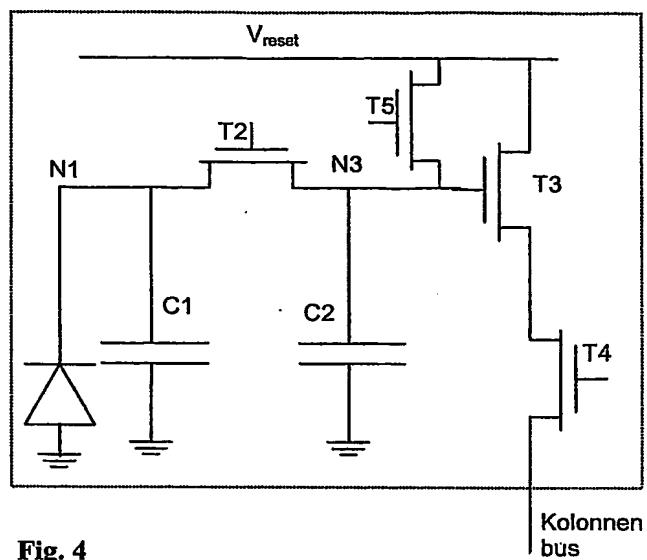 V_reset
T5
T2
N1
N3
T3
C1
C2
T4
Kolonnen
bus
Fig. 4